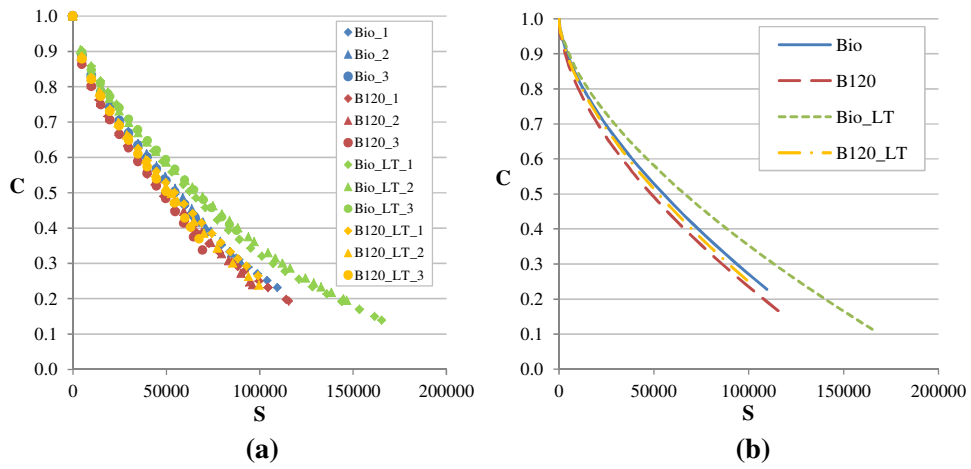 1.0
0.9
0.8
0.7
0.6
0.5
0.4
0.3
0.2
0.1
0.0
C
0 50000 100000 150000 200000
S
Bio_1
Bio_2
Bio_3
B120_1
B120_2
B120_3
Bio_LT_1
Bio_LT_2
Bio_LT_3
B120_LT_1
B120_LT_2
B120_LT_3
(a)
1.0
0.9
0.8
0.7
0.6
0.5
0.4
0.3
0.2
0.1
0.0
C
0 50000 100000 150000 200000
S
Bio
B120
Bio_LT
B120_LT
(b)